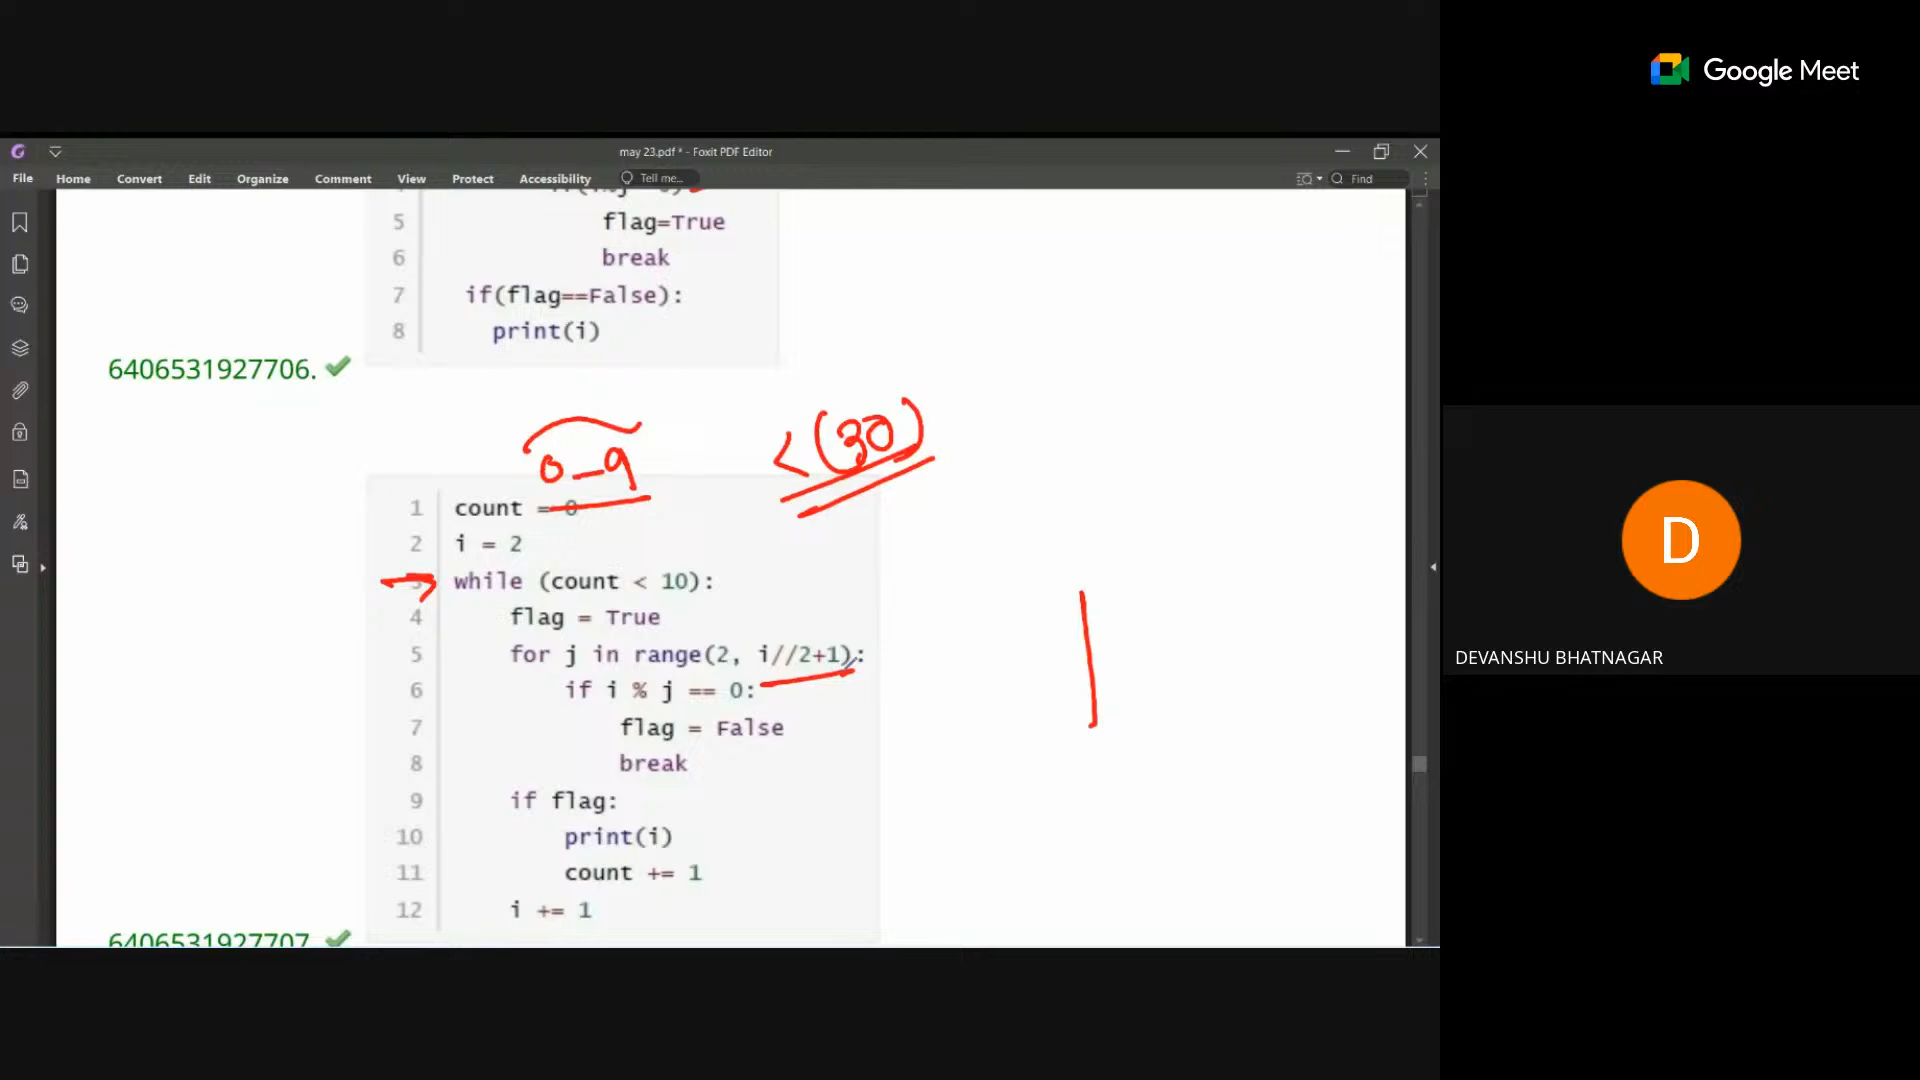 Google Meet
may 23.pdf * - Foxit PDF Editor
File Home Convert Edit Organize Comment View Protect Accessibility Tell me... Find
5 flag=True
6 break
7 if(flag==False):
8 print(i)
6406531927706.
0-9
<(30)
1 count = 0
2 i = 2
3 while (count < 10):
4 flag = True
5 for j in range(2, i//2+1):
6 if i % j == 0:
7 flag = False
8 break
9 if flag:
10 print(i)
11 count += 1
12 i += 1
6406531927707
D
DEVANSHU BHATNAGAR